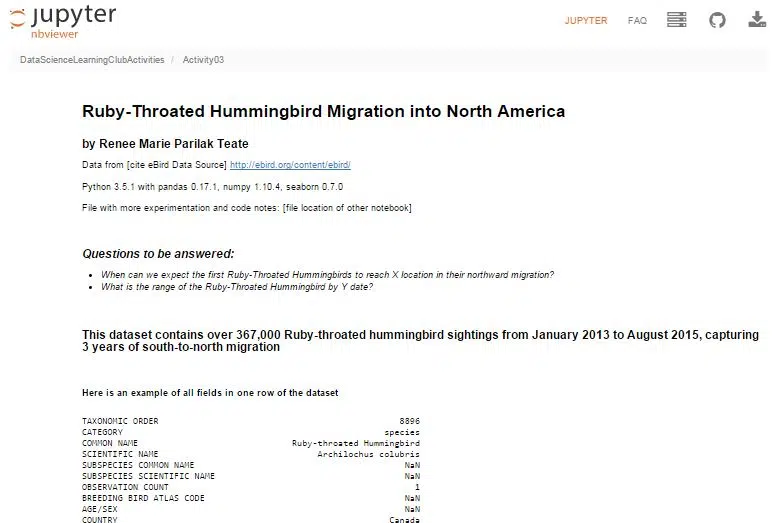 jupyter
nbviewer
JUPYTER FAQ
DataScienceLearningClubActivities / Activity03
Ruby-Throated Hummingbird Migration into North America
by Renee Marie Parilak Teate
Data from [cite eBird Data Source] http://ebird.org/content/ebird/
Python 3.5.1 with pandas 0.17.1, numpy 1.10.4, seaborn 0.7.0
File with more experimentation and code notes: [file location of other notebook]
Questions to be answered:
• When can we expect the first Ruby-Throated Hummingbirds to reach X location in their northward migration?
• What is the range of the Ruby-Throated Hummingbird by Y date?
This dataset contains over 367,000 Ruby-throated hummingbird sightings from January 2013 to August 2015, capturing
3 years of south-to-north migration
Here is an example of all fields in one row of the dataset
TAXONOMIC ORDER 8896
CATEGORY species
COMMON NAME Ruby-throated Hummingbird
SCIENTIFIC NAME Archilochus colubris
SUBSPECIES COMMON NAME NaN
SUBSPECIES SCIENTIFIC NAME NaN
OBSERVATION COUNT 1
BREEDING BIRD ATLAS CODE NaN
AGE/SEX NaN
COUNTRY Canada